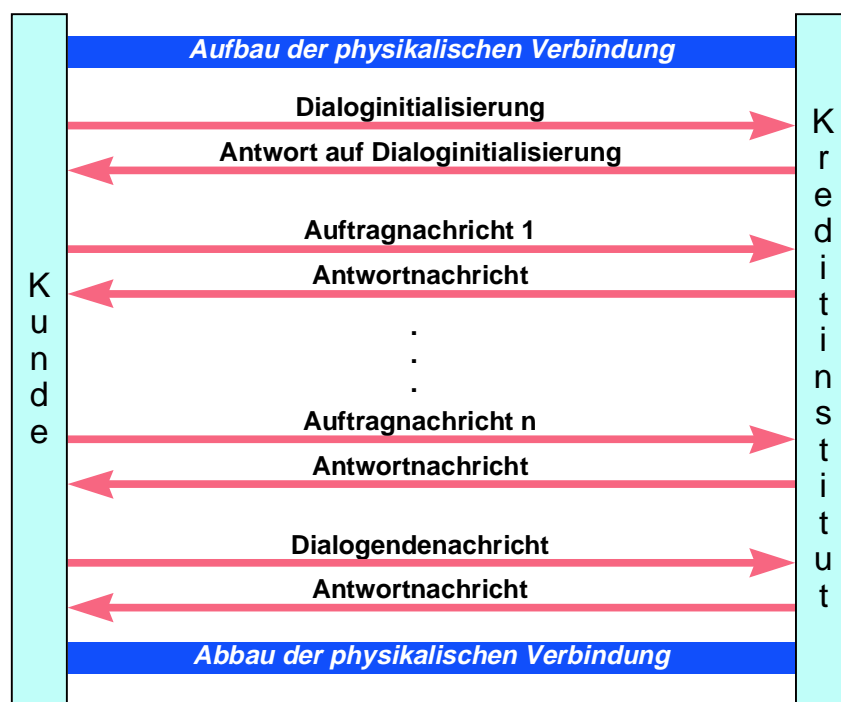 Aufbau der physikalischen Verbindung
Dialoginitialisierung
Antwort auf Dialoginitialisierung
Auftragnachricht 1
Antwortnachricht
.
.
.
Auftragnachricht n
Antwortnachricht
Dialogendenachricht
Antwortnachricht
Abbau der physikalischen Verbindung
Kunde
Kreditinstitut